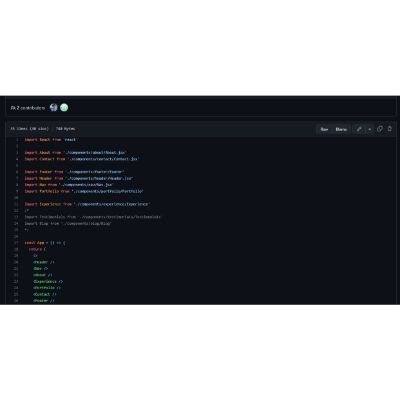 2 contributors
35 lines (30 sloc) 740 Bytes
Raw Blame
1 import React from 'react'
2
3 import About from './components/about/About.jsx'
4 import Contact from './components/contact/Contact.jsx'
5
6 import Footer from './components/footer/Footer'
7 import Header from './components/header/Header.jsx'
8 import Nav from './components/nav/Nav.jsx'
9 import Portfolio from './components/portfolio/Portfolio'
10
11 import Experience from './components/experience/Experience'
12 /*
13 import Testimonials from './components/testimonials/Testimonials'
14 import Blog from './components/blog/Blog'
15 */
16
17 const App = () => {
18 return (
19 <>
20 <Header />
21 <Nav />
22 <About />
23 <Experience />
24 <Portfolio />
25 <Contact />
26 <Footer />